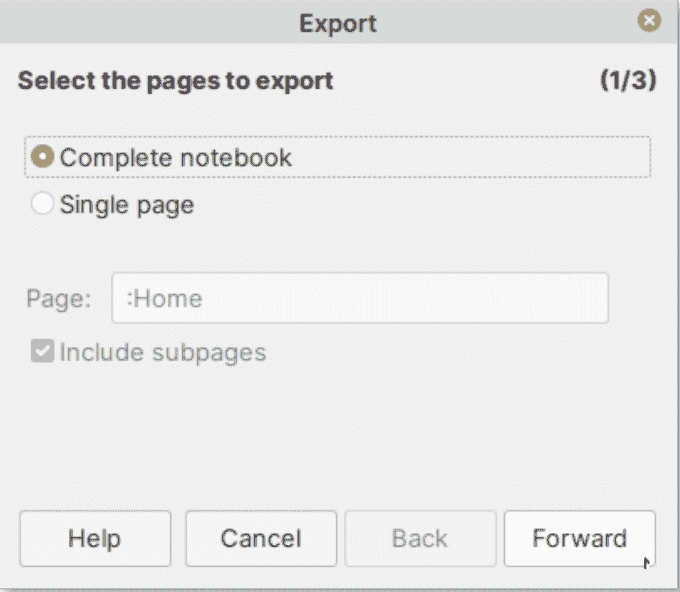 Export
Select the pages to export (1/3)
Complete notebook
Single page
Page: :Home
Include subpages
Help Cancel Back Forward